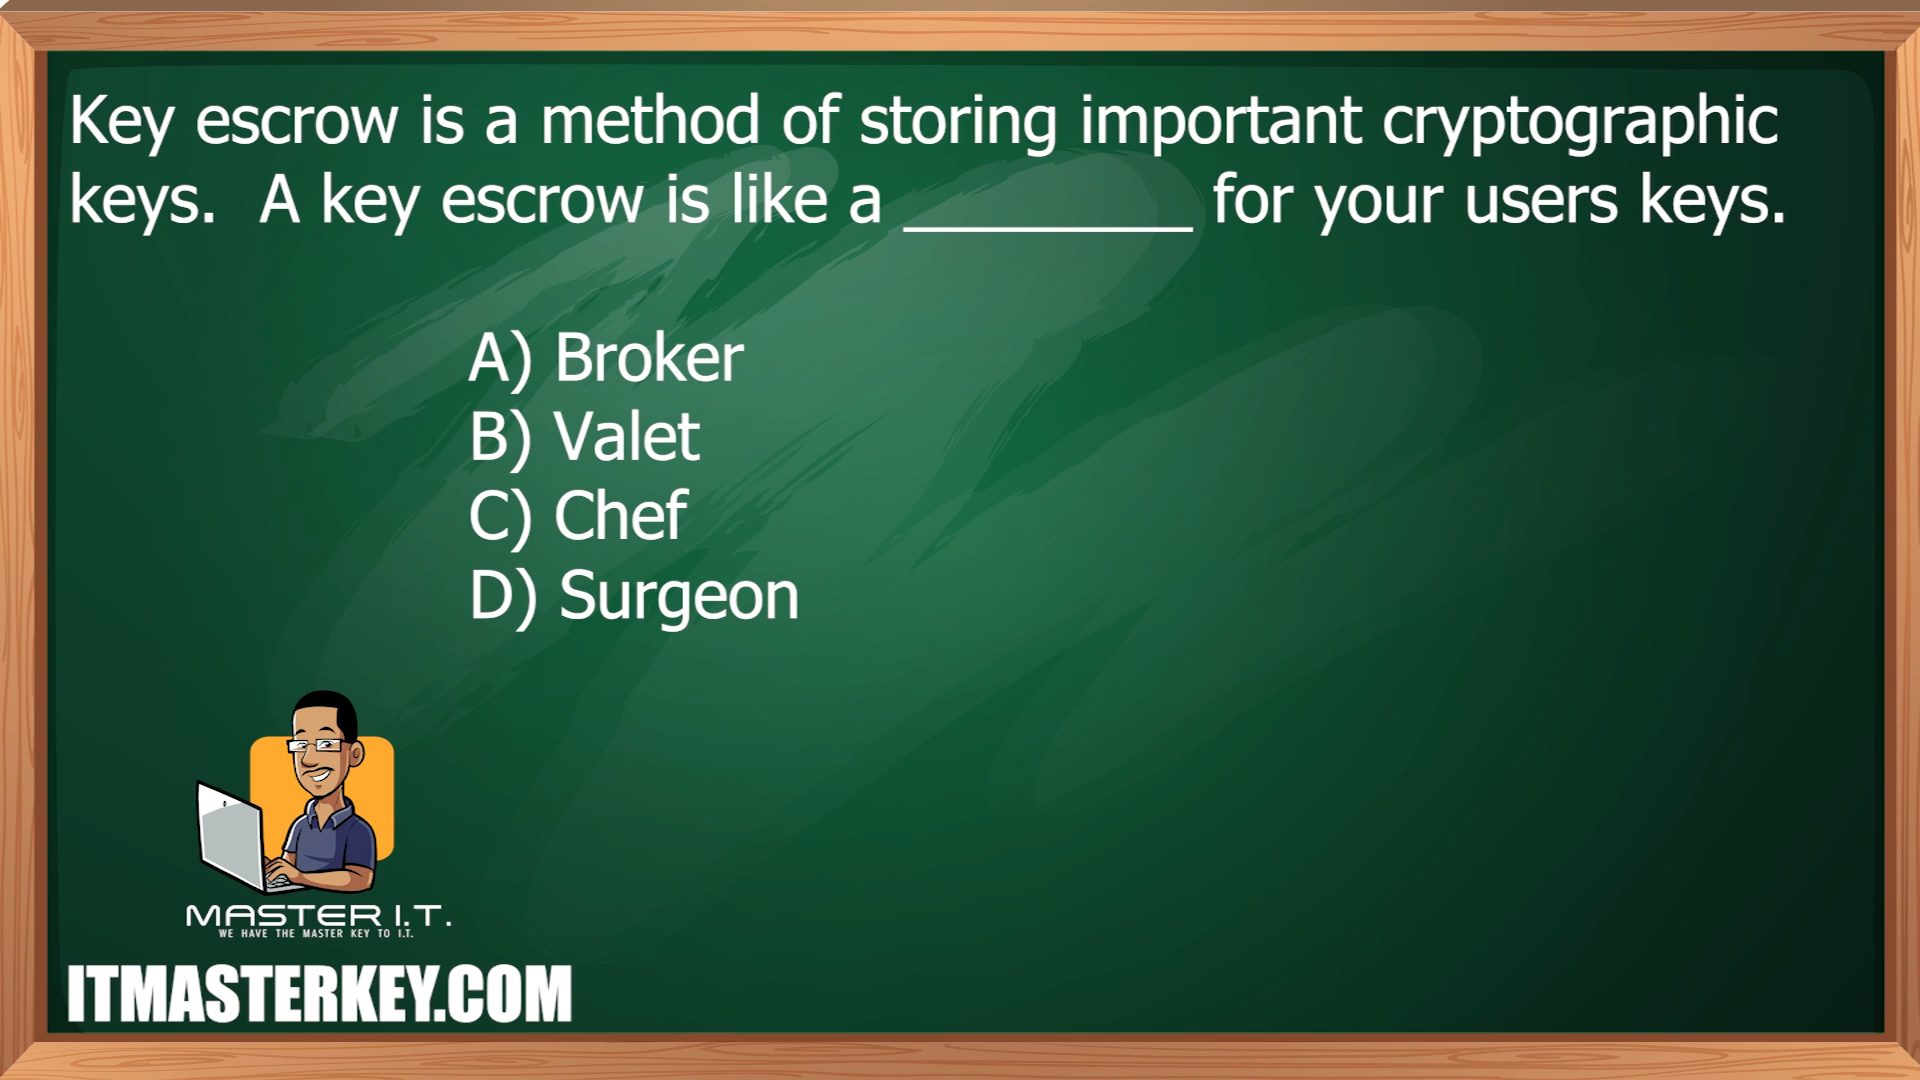 Key escrow is a method of storing important cryptographic
keys.  A key escrow is like a ________ for your users keys.
A) Broker
B) Valet
C) Chef
D) Surgeon
MASTER I.T.
WE HAVE THE MASTER KEY TO I.T.
ITMASTERKEY.COM